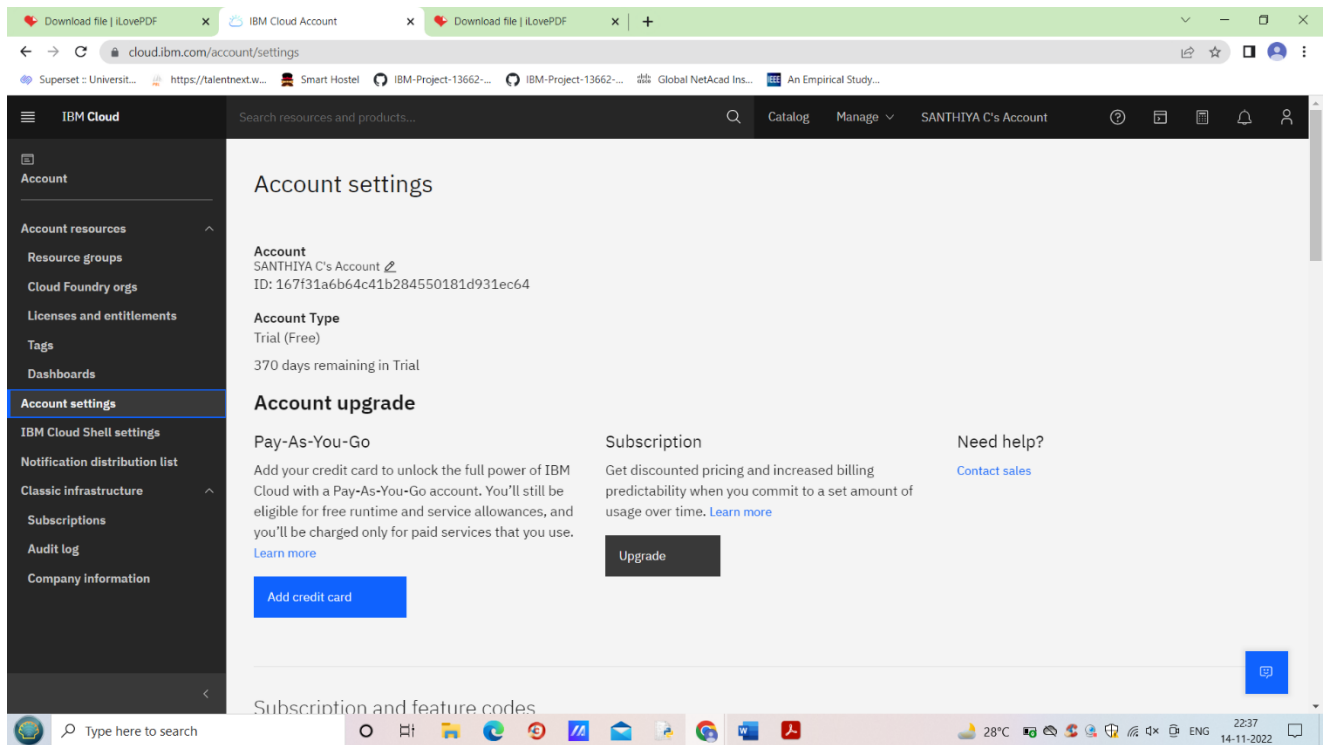 Download file | iLovePDF
IBM Cloud Account
Download file | iLovePDF
cloud.ibm.com/account/settings
Superset :: Universit...
https://talentnext.w...
Smart Hostel
IBM-Project-13662-...
IBM-Project-13662-...
Global NetAcad Ins...
An Empirical Study...
IBM Cloud
Search resources and products...
Catalog
Manage
SANTHIYA C's Account
Account
Account resources
Resource groups
Cloud Foundry orgs
Licenses and entitlements
Tags
Dashboards
Account settings
IBM Cloud Shell settings
Notification distribution list
Classic infrastructure
Subscriptions
Audit log
Company information
Account settings
Account
SANTHIYA C's Account
ID: 167f31a6b64c41b284550181d931ec64
Account Type
Trial (Free)
370 days remaining in Trial
Account upgrade
Pay-As-You-Go
Add your credit card to unlock the full power of IBM
Cloud with a Pay-As-You-Go account. You'll still be
eligible for free runtime and service allowances, and
you'll be charged only for paid services that you use.
Learn more
Add credit card
Subscription
Get discounted pricing and increased billing
predictability when you commit to a set amount of
usage over time. Learn more
Upgrade
Need help?
Contact sales
Subscription and feature codes
Type here to search
28°C
ENG
22:37
14-11-2022